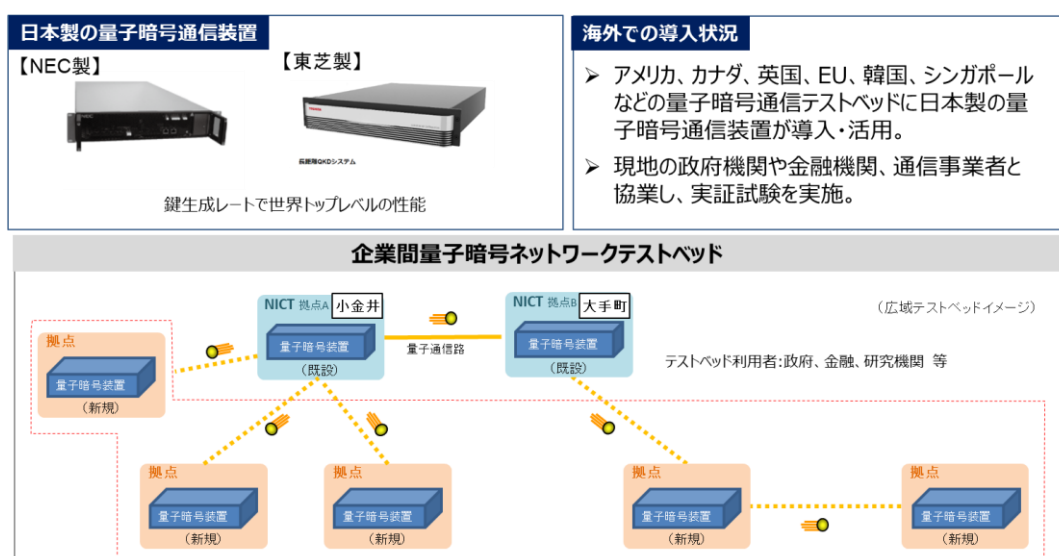 日本製の量子暗号通信装置
【NEC製】
【東芝製】
NEC
TOSHIBA
長距離QKDシステム
鍵生成レートで世界トップレベルの性能
海外での導入状況
➢ アメリカ、カナダ、英国、EU、韓国、シンガポール
などの量子暗号通信テストベッドに日本製の量
子暗号通信装置が導入・活用。
➢ 現地の政府機関や金融機関、通信事業者と
協業し、実証試験を実施。
企業間量子暗号ネットワークテストベッド
(広域テストベッドイメージ)
NICT 拠点A 小金井
量子暗号装置
(既設)
量子通信路
NICT 拠点B 大手町
量子暗号装置
(既設)
テストベッド利用者:政府、金融、研究機関 等
拠点
量子暗号装置
(新規)
拠点
量子暗号装置
(新規)
拠点
量子暗号装置
(新規)
拠点
量子暗号装置
(新規)
拠点
量子暗号装置
(新規)